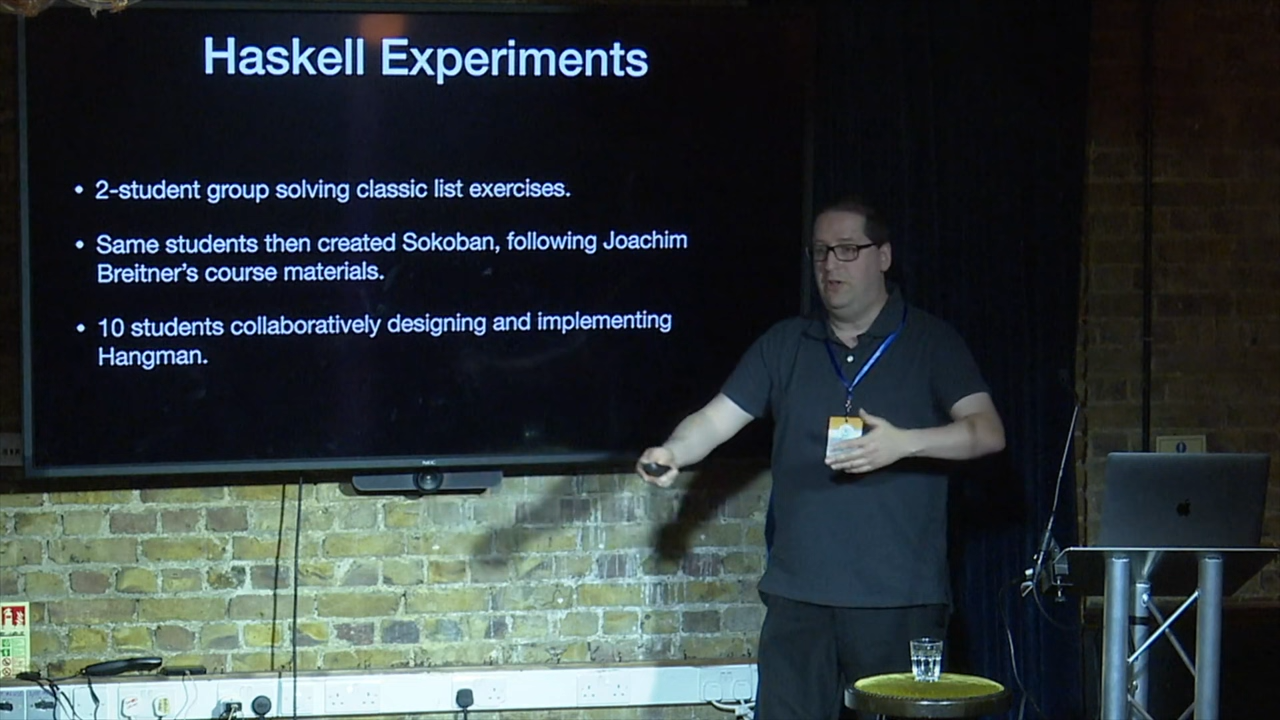 Haskell Experiments
• 2-student group solving classic list exercises.
• Same students then created Sokoban, following Joachim
Breitner's course materials.
• 10 students collaboratively designing and implementing
Hangman.
NEC